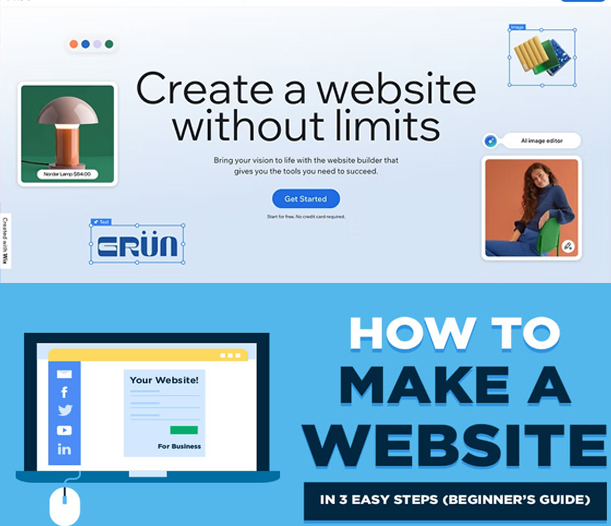 Image
Create a website
without limits
AI image editor
Bring your vision to life with the website builder that
gives you the tools you need to succeed.
Nordar Lamp $64.00
Get Started
Start for free. No credit card required.
Created with Wix
Text
GRÜN
HOW TO
MAKE A
WEBSITE
IN 3 EASY STEPS (BEGINNER'S GUIDE)
Your Website!
For Business